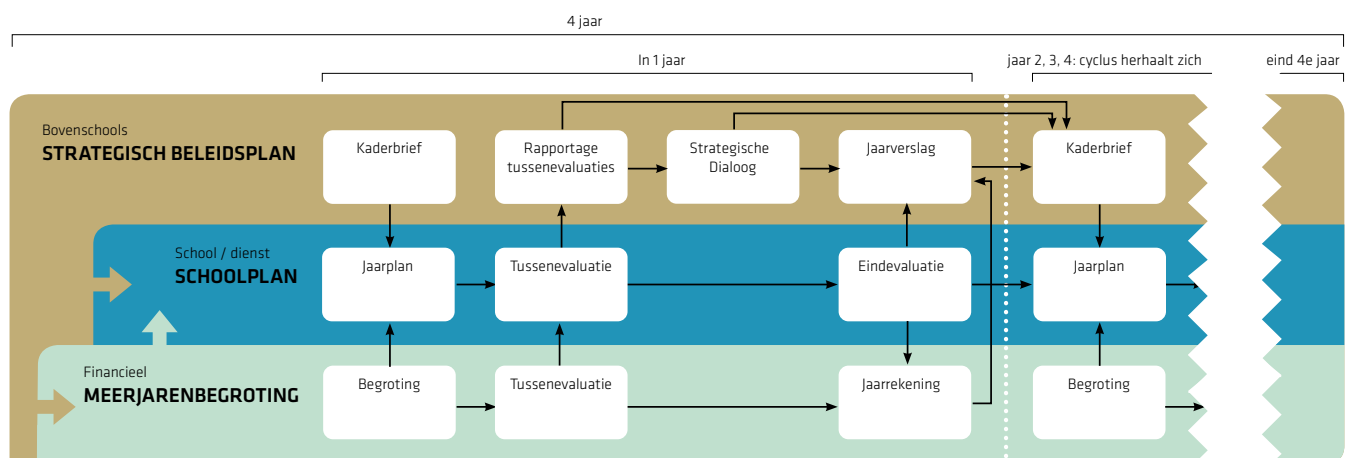 4 jaar
In 1 jaar
jaar 2, 3, 4: cyclus herhaalt zich
eind 4e jaar
Bovenschools
STRATEGISCH BELEIDSPLAN
Kaderbrief
Rapportage
tussenevaluaties
Strategische
Dialoog
Jaarverslag
Kaderbrief
School / dienst
SCHOOLPLAN
Jaarplan
Tussenevaluatie
Eindevaluatie
Jaarplan
Financieel
MEERJARENBEGROTING
Begroting
Tussenevaluatie
Jaarrekening
Begroting